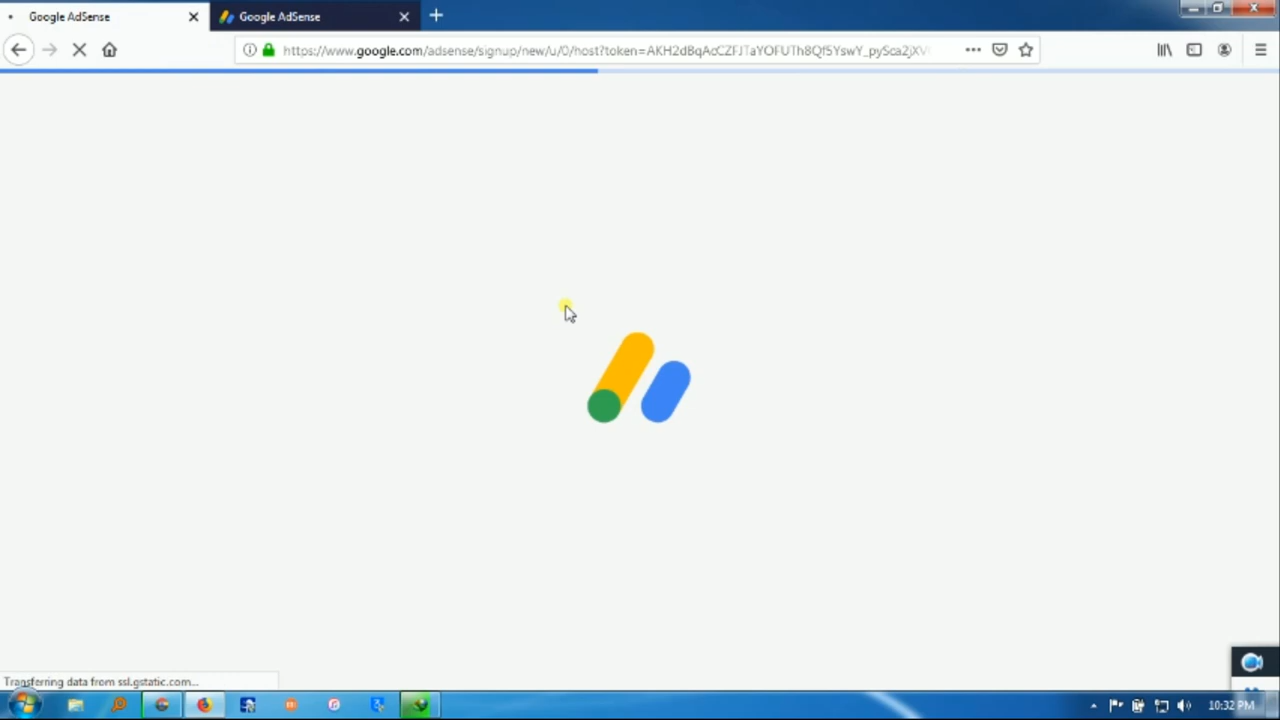 Google AdSense
Google AdSense
https://www.google.com/adsense/signup/new/u/0/host?token=
Transferring data from ssl.gstatic.com...
10:32 PM